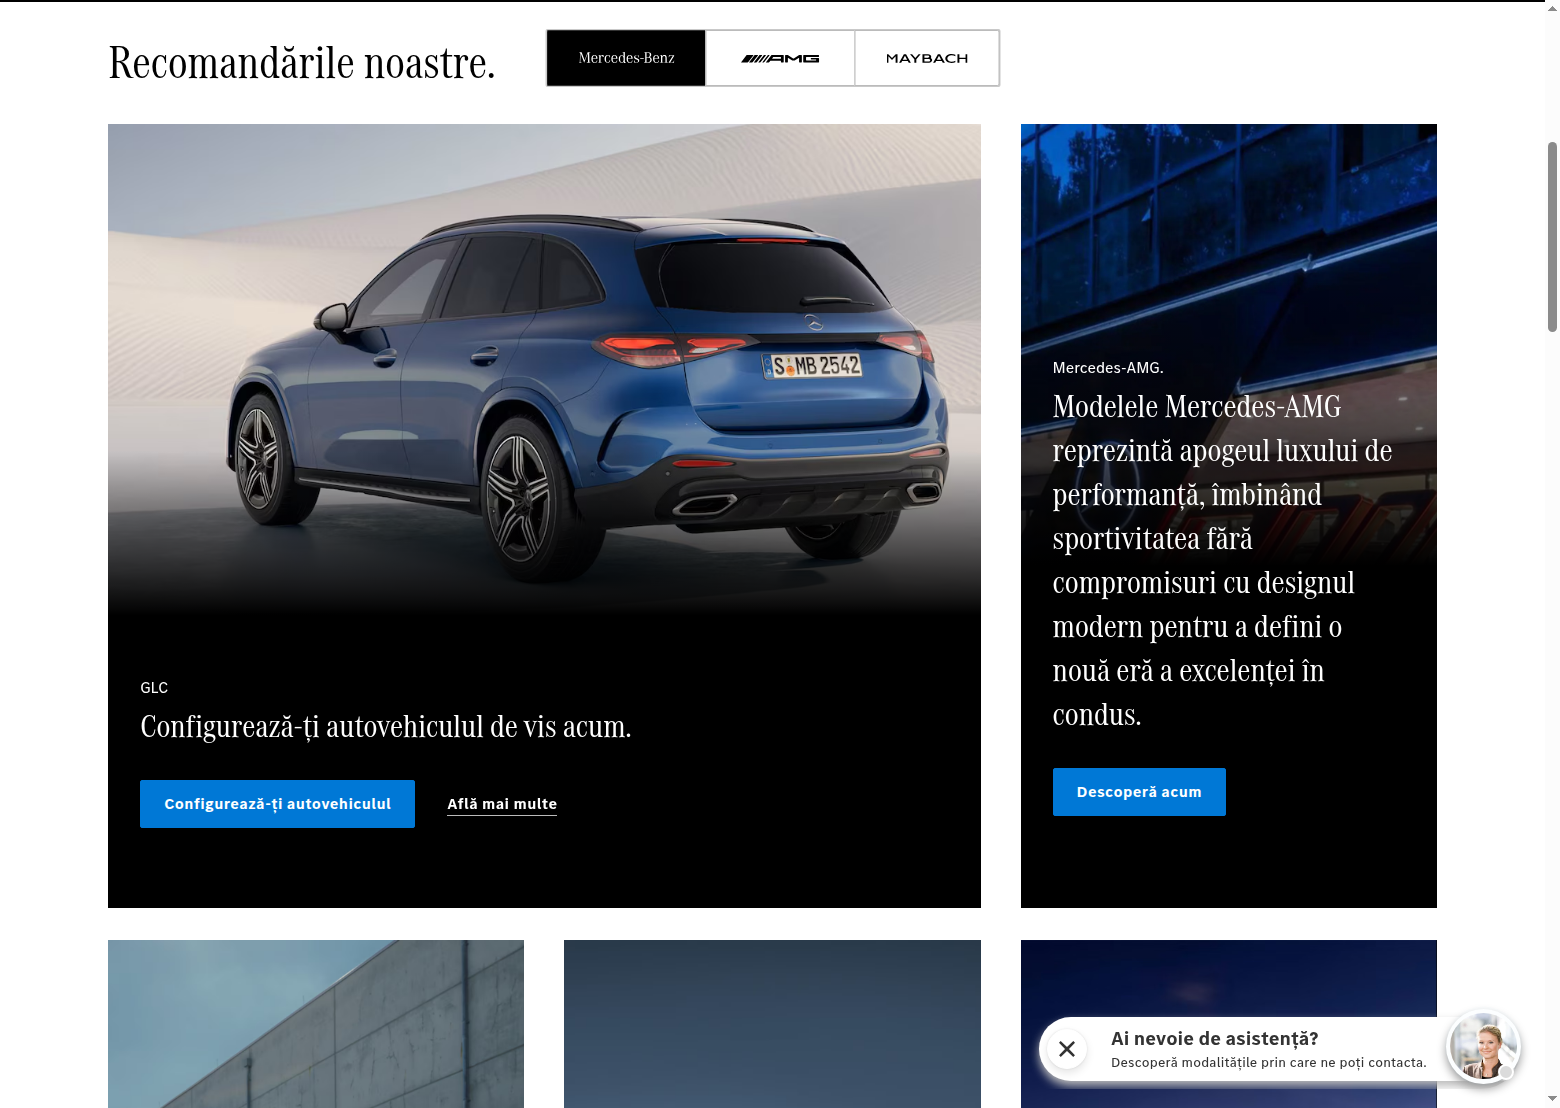 Recomandările noastre.
Mercedes-Benz
AMG
MAYBACH
S MB 2542
GLC
Configurează-ți autovehiculul de vis acum.
Configurează-ți autovehiculul
Află mai multe
Mercedes-AMG.
Modelele Mercedes-AMG
reprezintă apogeul luxului de
performanță, îmbinând
sportivitatea fără
compromisuri cu designul
modern pentru a defini o
nouă eră a excelenței în
condus.
Descoperă acum
Ai nevoie de asistență?
Descoperă modalitățile prin care ne poți contacta.